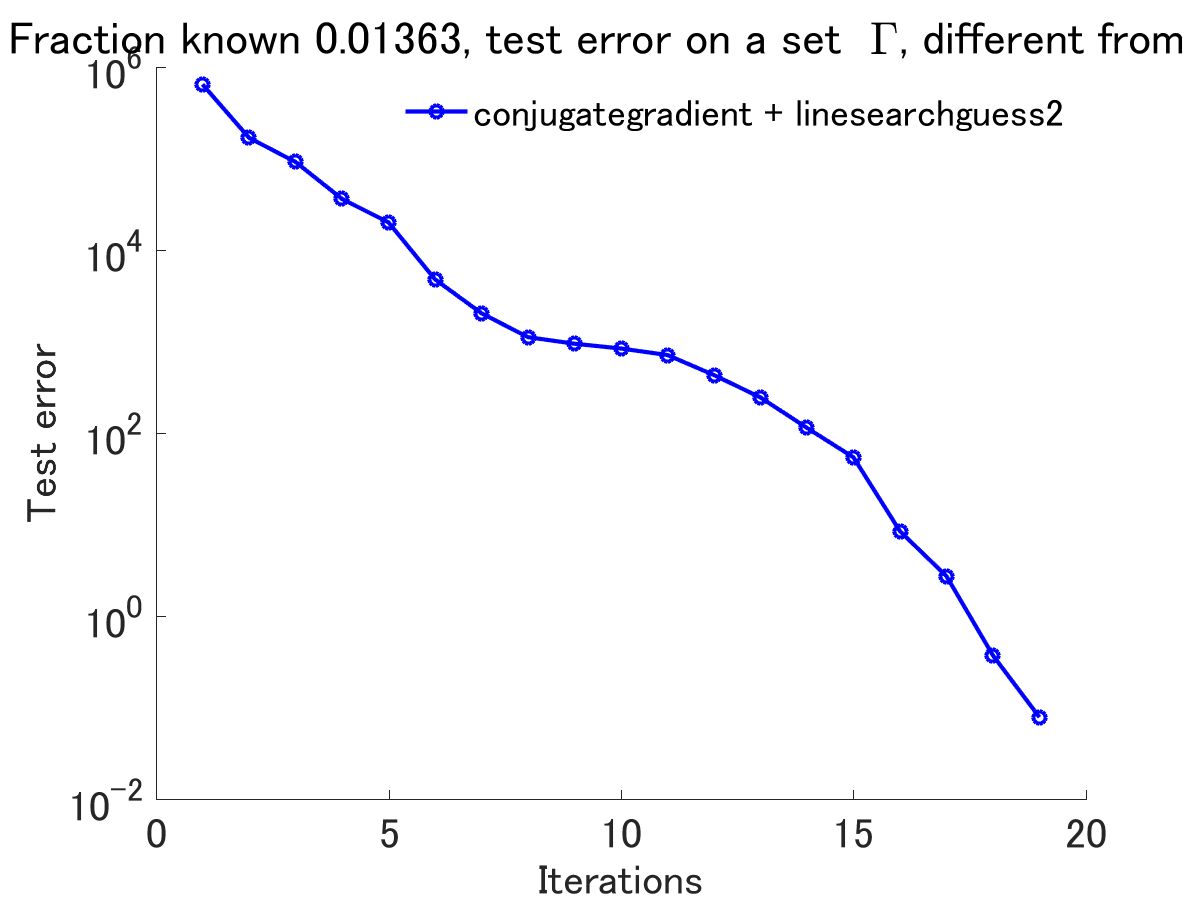 Fraction known 0.01363, test error on a set Γ, different from
conjugategradient + linesearchguess2
10^6
10^4
10^2
10^0
10^-2
Test error
0 5 10 15 20
Iterations